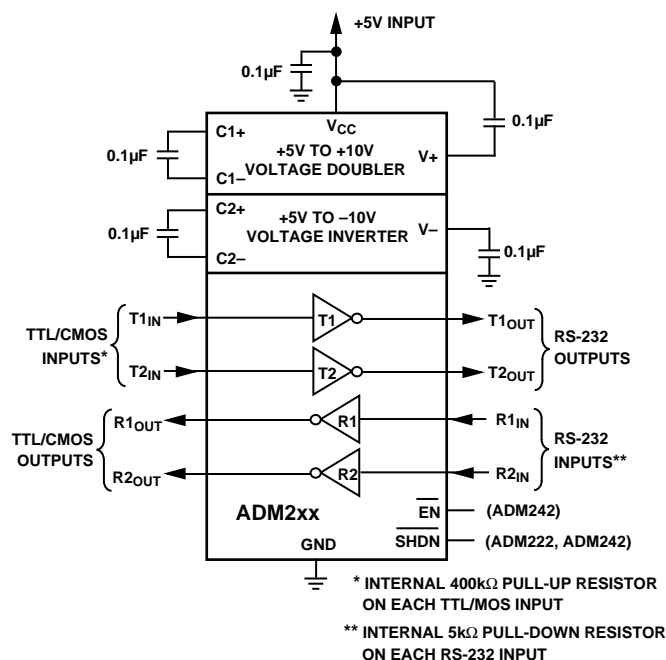 +5V INPUT
0.1µF
0.1µF
VCC
C1+
C1–
0.1µF
+5V TO +10V
VOLTAGE DOUBLER
V+
C2+
C2–
0.1µF
+5V TO –10V
VOLTAGE INVERTER
V–
0.1µF
TTL/CMOS
INPUTS*
T1IN
T1
T1OUT
T2IN
T2
T2OUT
RS-232
OUTPUTS
TTL/CMOS
OUTPUTS
R1OUT
R1
R1IN
R2OUT
R2
R2IN
RS-232
INPUTS**
ADM2xx
EN
(ADM242)
SHDN
(ADM222, ADM242)
GND
* INTERNAL 400kΩ PULL-UP RESISTOR
ON EACH TTL/MOS INPUT
** INTERNAL 5kΩ PULL-DOWN RESISTOR
ON EACH RS-232 INPUT